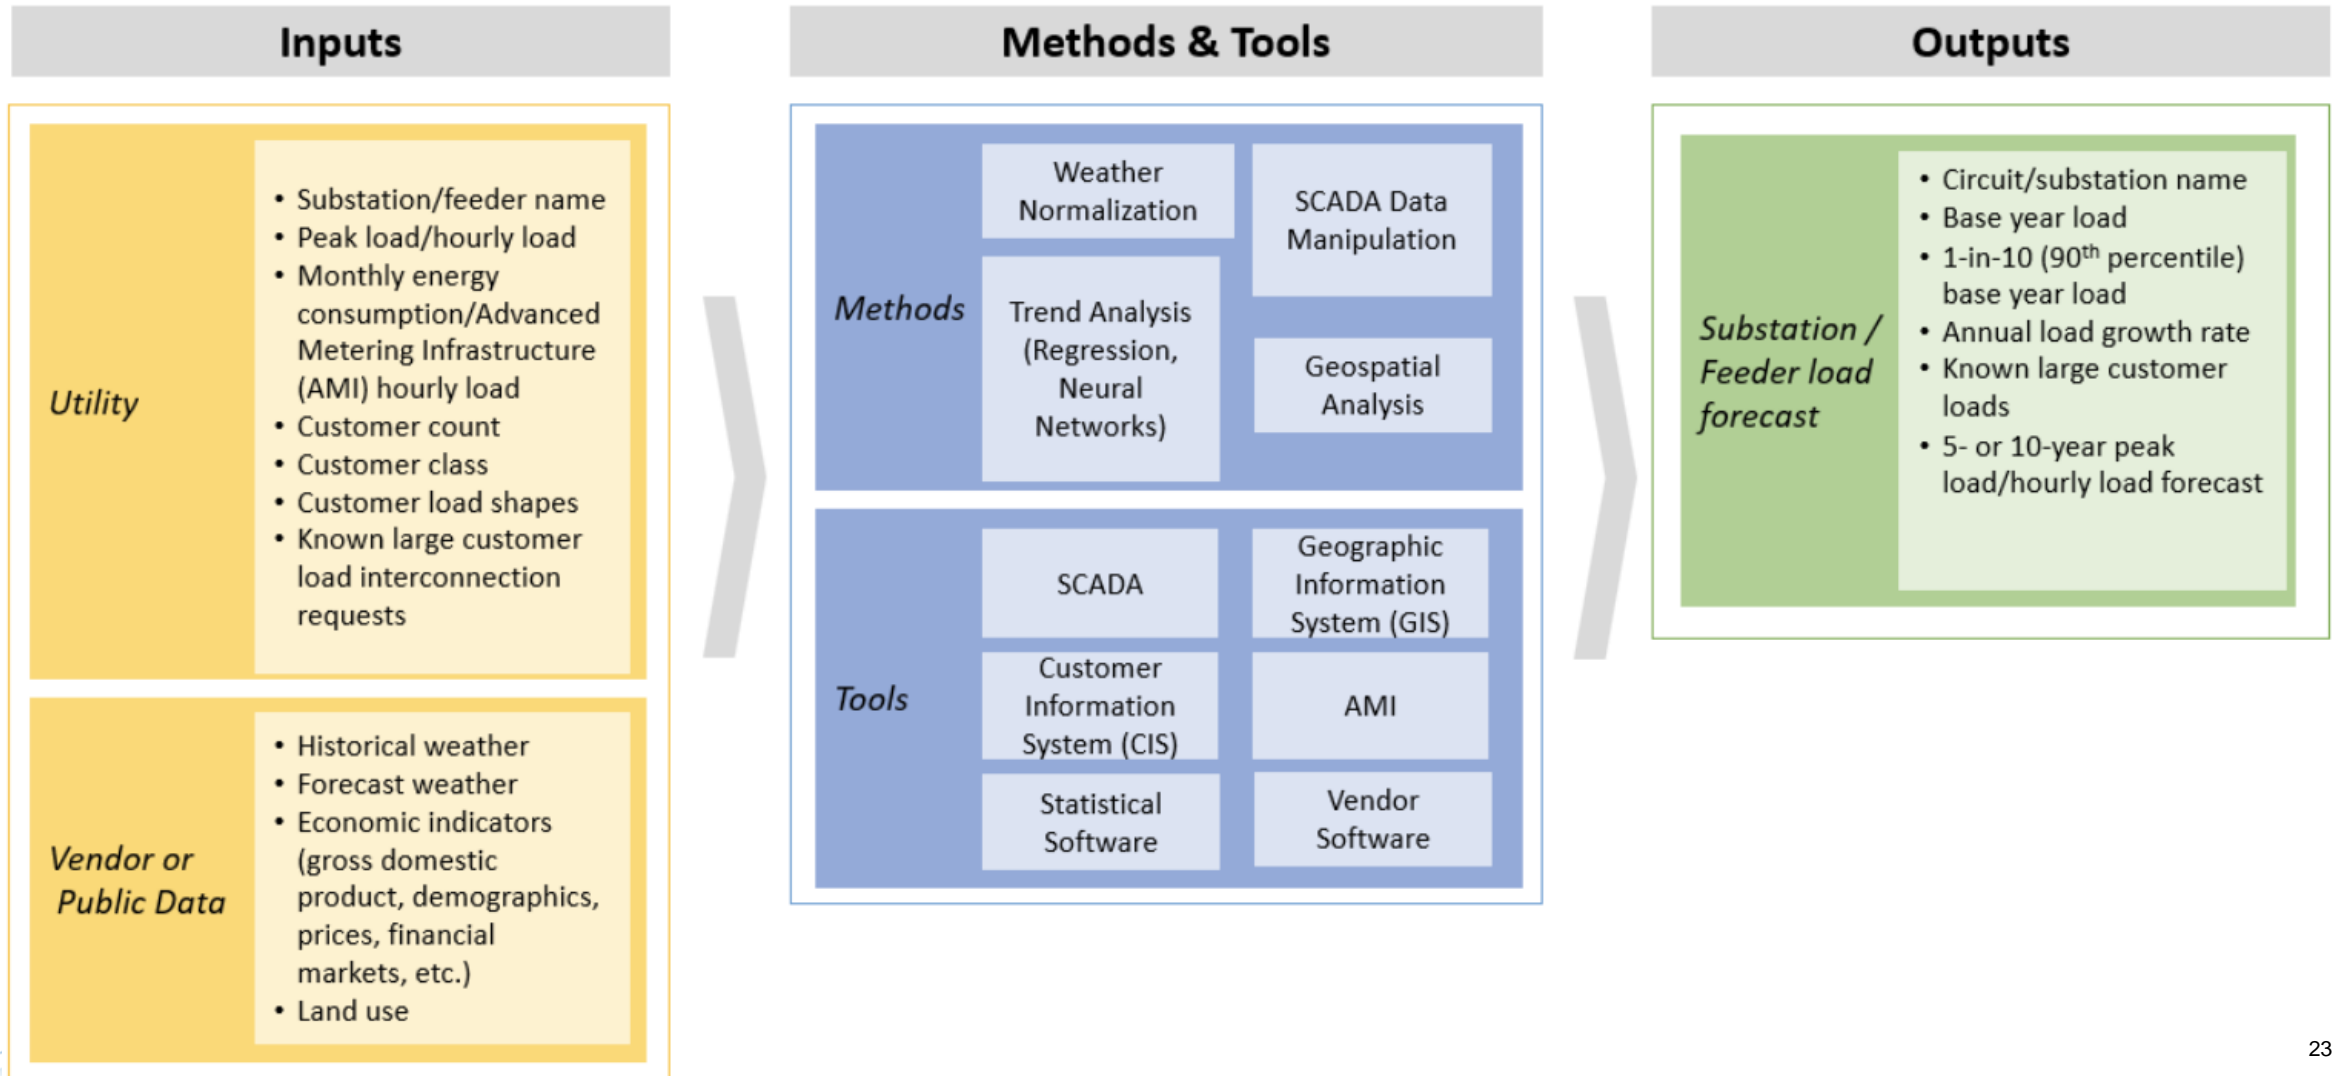 Inputs
Utility
• Substation/feeder name
• Peak load/hourly load
• Monthly energy
consumption/Advanced
Metering Infrastructure
(AMI) hourly load
• Customer count
• Customer class
• Customer load shapes
• Known large customer
load interconnection
requests
Vendor or
Public Data
• Historical weather
• Forecast weather
• Economic indicators
(gross domestic
product, demographics,
prices, financial
markets, etc.)
• Land use
Methods & Tools
Methods
Weather
Normalization
SCADA Data
Manipulation
Trend Analysis
(Regression,
Neural
Networks)
Geospatial
Analysis
Tools
SCADA
Geographic
Information
System (GIS)
Customer
Information
System (CIS)
AMI
Statistical
Software
Vendor
Software
Outputs
Substation /
Feeder load
forecast
• Circuit/substation name
• Base year load
• 1-in-10 (90th percentile)
base year load
• Annual load growth rate
• Known large customer
loads
• 5- or 10-year peak
load/hourly load forecast
23